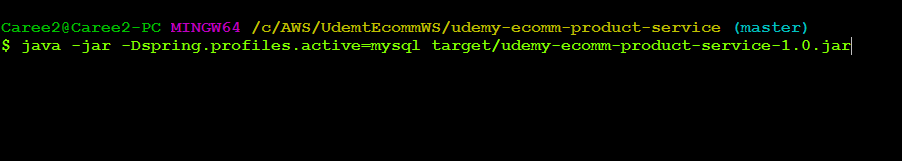 Caree2@Caree2-PC MINGW64 /c/AWS/UdemtEcommWS/udemy-ecomm-product-service (master)
$ java -jar -Dspring.profiles.active=mysql target/udemy-ecomm-product-service-1.0.jar